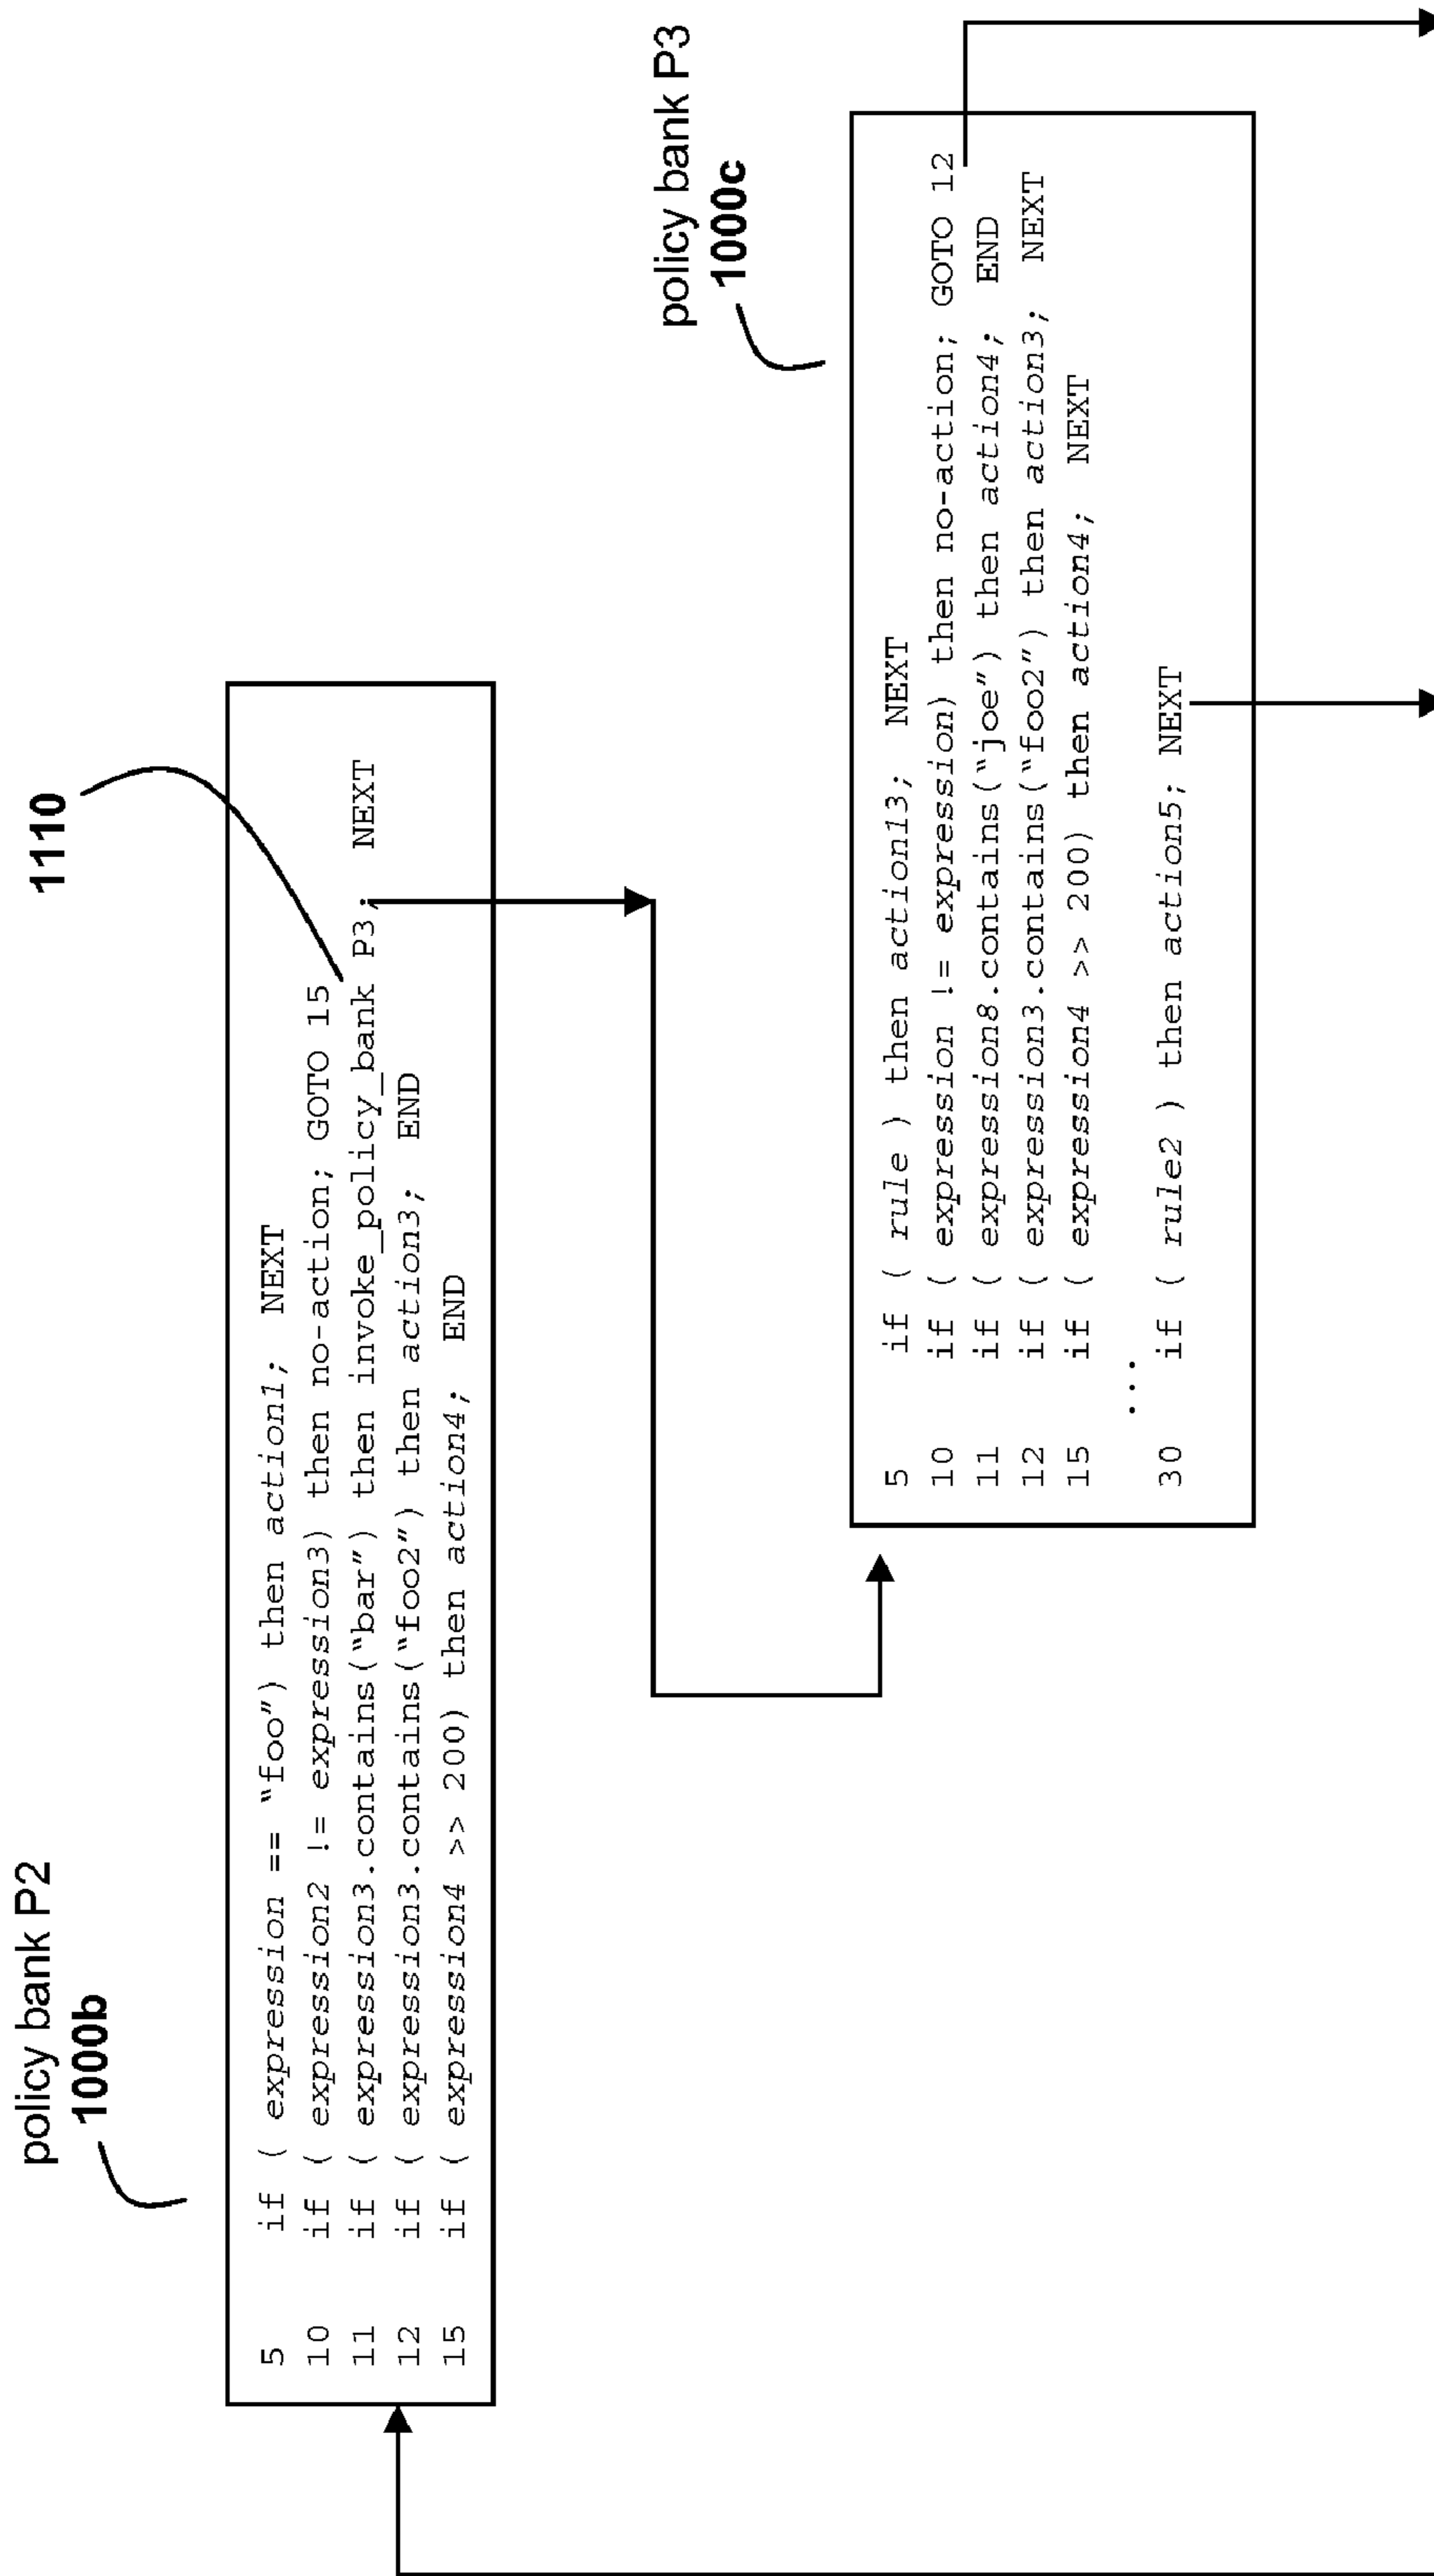 policy bank P2
1000b
1110
5 if ( expression == “foo”) then action1; NEXT
10 if ( expression2 != expression3) then no-action; GOTO 15
11 if ( expression3.contains(“bar”) then invoke_policy_bank P3; NEXT
12 if ( expression3.contains(“foo2”) then action3; END
15 if ( expression4 >> 200) then action4; END
policy bank P3
1000c
5 if ( rule ) then action13; NEXT
10 if ( expression != expression) then no-action; GOTO 12
11 if ( expression8.contains(“joe”) then action4; END
12 if ( expression3.contains(“foo2”) then action3; NEXT
15 if ( expression4 >> 200) then action4; NEXT
...
30 if ( rule2 ) then action5; NEXT